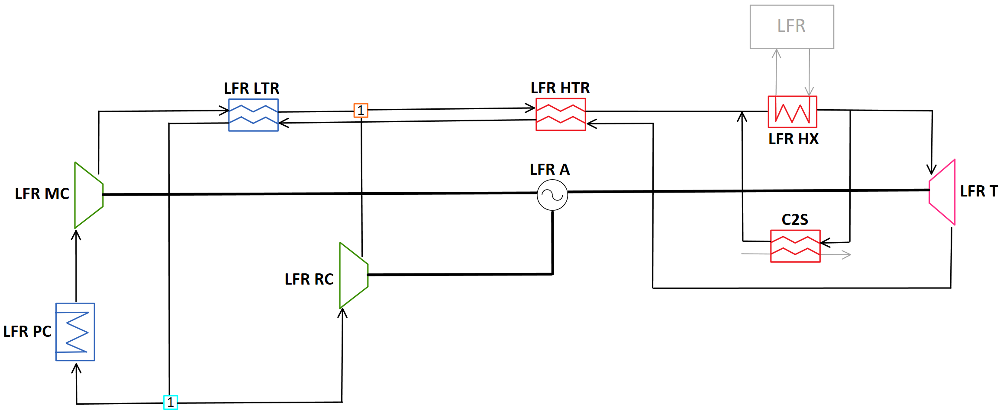 LFR
LFR LTR
LFR HTR
1
LFR HX
LFR A
LFR MC
LFR T
C2S
LFR RC
LFR PC
1